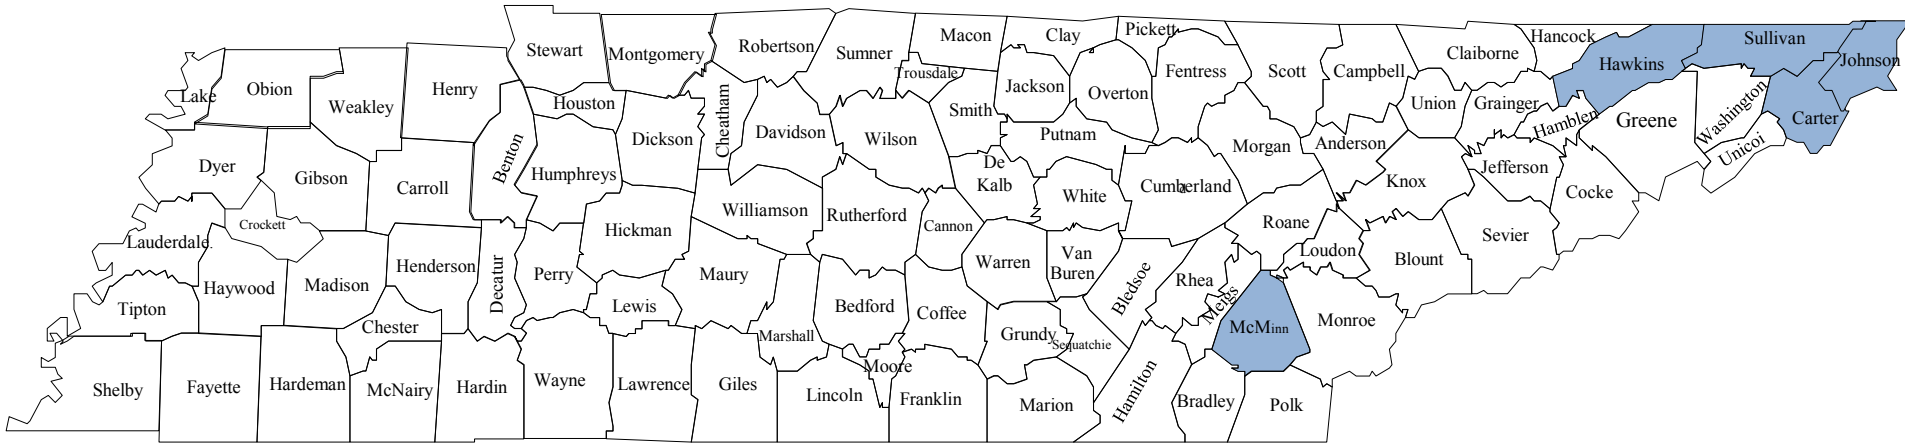 Stewart
Montgomery
Robertson
Sumner
Macon
Clay
Pickett
Hancock
Sullivan
Lake
Obion
Weakley
Henry
Houston
Trousdale
Jackson
Overton
Fentress
Scott
Campbell
Claiborne
Hawkins
Johnson
Dickson
Cheatham
Davidson
Wilson
Smith
Putnam
Morgan
Anderson
Union
Grainger
Hamblen
Greene
Washington
Carter
Unicoi
Dyer
Gibson
Carroll
Benton
Humphreys
Williamson
Rutherford
Cannon
De
Kalb
White
Cumberland
d
Roane
Knox
Jefferson
Cocke
Crockett
Lauderdale.
Haywood
Madison
Henderson
Decatur
Perry
Hickman
Lewis
Maury
Bedford
Coffee
Warren
Van
Buren
Bledsoe
Rhea
Meigs
Loudon
Blount
Sevier
Tipton
Chester
Marshall
Moore
Grundy
Sequatchie
McMinn
Monroe
Shelby
Fayette
Hardeman
McNairy
Hardin
Wayne
Lawrence
Giles
Lincoln
Franklin
Marion
Hamilton
Bradley
Polk